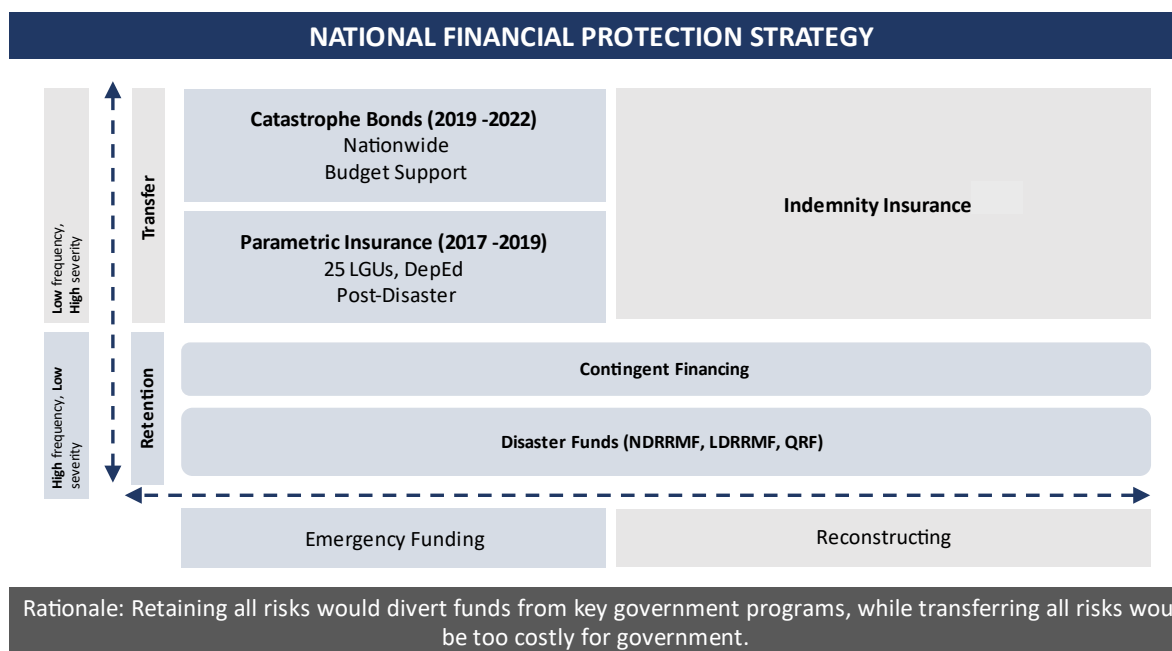 NATIONAL FINANCIAL PROTECTION STRATEGY
Low frequency,
High severity
Transfer
Catastrophe Bonds (2019 -2022)
Nationwide
Budget Support
Parametric Insurance (2017 -2019)
25 LGUs, DepEd
Post-Disaster
Indemnity Insurance
High frequency, Low
severity
Retention
Contingent Financing
Disaster Funds (NDRRMF, LDRRMF, QRF)
Emergency Funding
Reconstructing
Rationale: Retaining all risks would divert funds from key government programs, while transferring all risks wou
be too costly for government.